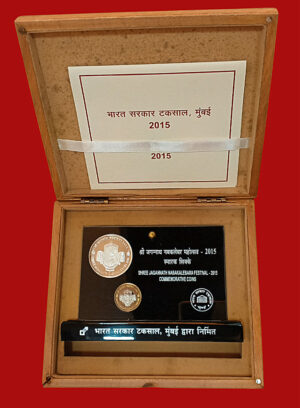 भारत सरकार टकसाल, मुंबई
2015
2015
श्री जगन्नाथ नवकलेवर महोत्सव - 2015
स्मारक सिक्के
SHREE JAGANNATH NABAKALEBARA FESTIVAL - 2015
COMMEMORATIVE COINS
भारत सरकार टकसाल, मुंबई द्वारा निर्मित